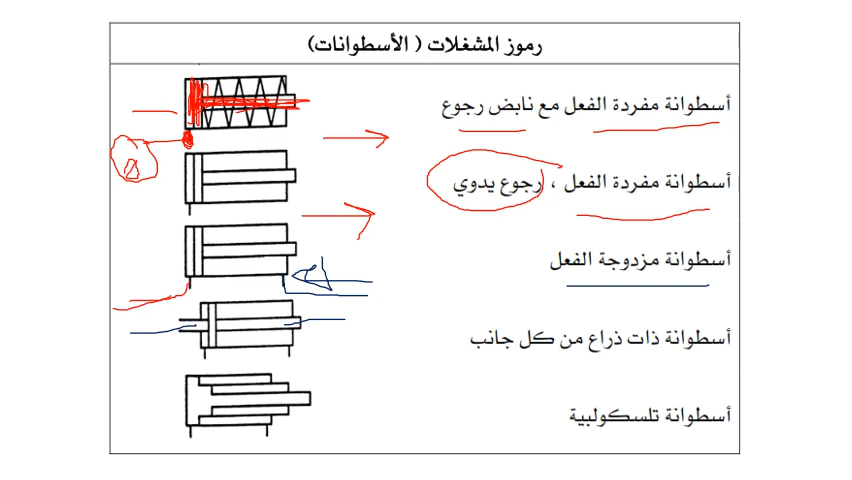 رموز المشغلات ( الأسطوانات)
أسطوانة مفردة الفعل مع نابض رجوع
أسطوانة مفردة الفعل ، رجوع يدوي
أسطوانة مزدوجة الفعل
أسطوانة ذات ذراع من كل جانب
أسطوانة تلسكولبية